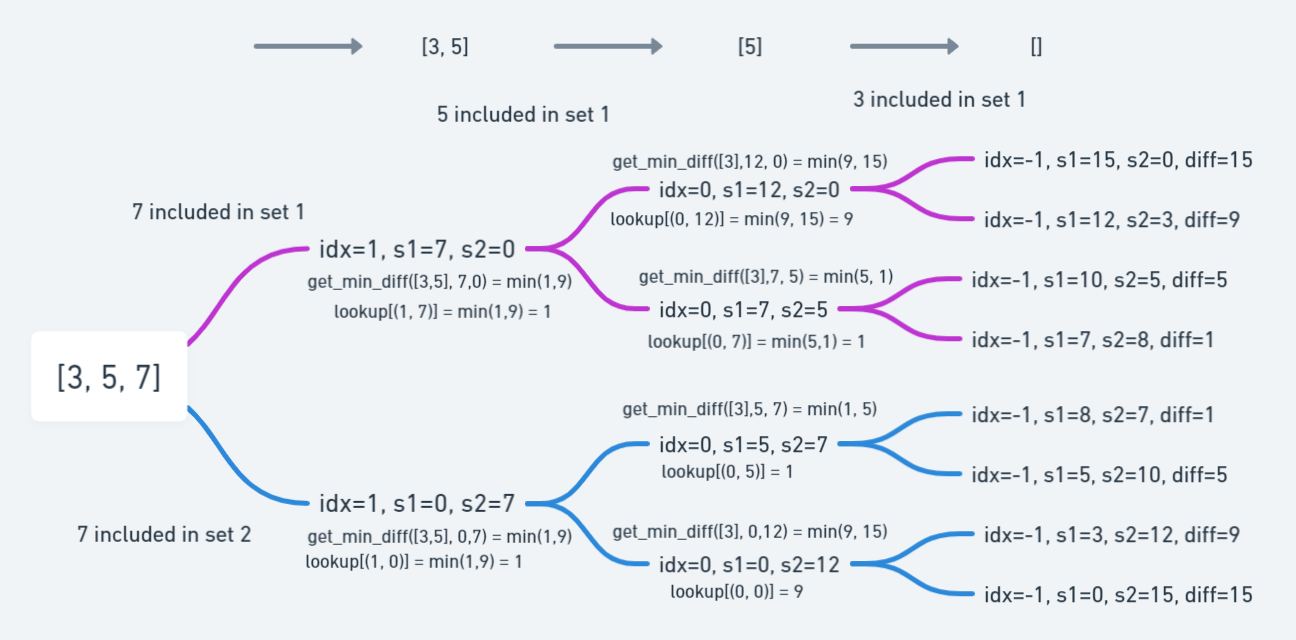 [3, 5]
[5]
[]
3 included in set 1
5 included in set 1
7 included in set 1
[3, 5, 7]
7 included in set 2
idx=1, s1=7, s2=0
get_min_diff([3,5], 7,0) = min(1,9)
lookup[(1, 7)] = min(1,9) = 1
idx=1, s1=0, s2=7
get_min_diff([3,5], 0,7) = min(1,9)
lookup[(1, 0)] = min(1,9) = 1
get_min_diff([3],12, 0) = min(9, 15)
idx=0, s1=12, s2=0
lookup[(0, 12)] = min(9, 15) = 9
get_min_diff([3],7, 5) = min(5, 1)
idx=0, s1=7, s2=5
lookup[(0, 7)] = min(5,1) = 1
get_min_diff([3],5, 7) = min(1, 5)
idx=0, s1=5, s2=7
lookup[(0, 5)] = 1
get_min_diff([3], 0,12) = min(9, 15)
idx=0, s1=0, s2=12
lookup[(0, 0)] = 9
idx=-1, s1=15, s2=0, diff=15
idx=-1, s1=12, s2=3, diff=9
idx=-1, s1=10, s2=5, diff=5
idx=-1, s1=7, s2=8, diff=1
idx=-1, s1=8, s2=7, diff=1
idx=-1, s1=5, s2=10, diff=5
idx=-1, s1=3, s2=12, diff=9
idx=-1, s1=0, s2=15, diff=15